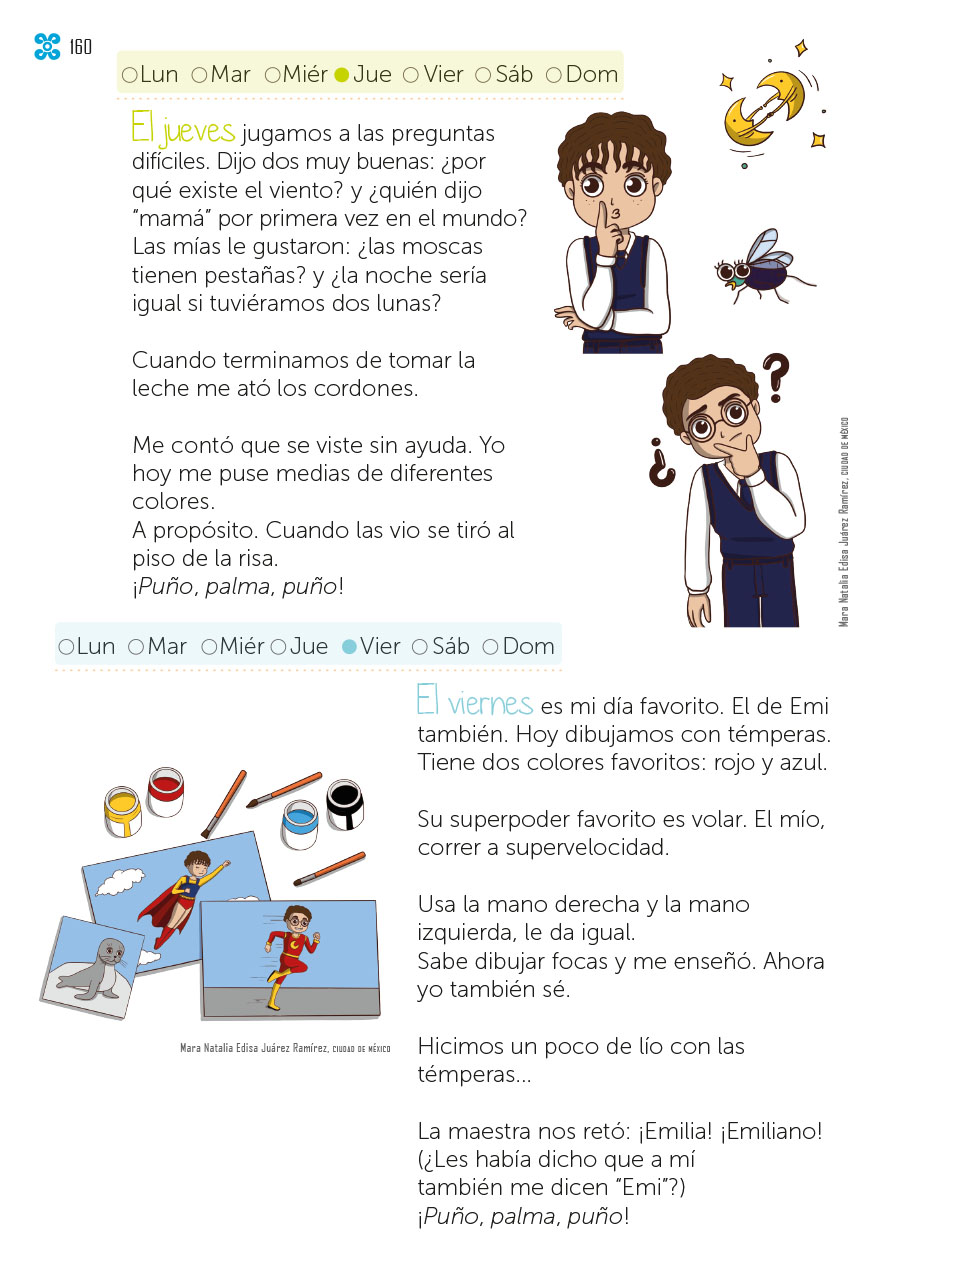 160
Lun Mar Miér Jue Vier Sáb Dom
El jueves jugamos a las preguntas
difíciles. Dijo dos muy buenas: ¿por
qué existe el viento? y ¿quién dijo
“mamá” por primera vez en el mundo?
Las mías le gustaron: ¿las moscas
tienen pestañas? y ¿la noche sería
igual si tuviéramos dos lunas?
Cuando terminamos de tomar la
leche me ató los cordones.
Me contó que se viste sin ayuda. Yo
hoy me puse medias de diferentes
colores.
A propósito. Cuando las vio se tiró al
piso de la risa.
¡Puño, palma, puño!
?
¿
Mara Natalia Edisa Juárez Ramírez, CIUDAD DE MÉXICO
Lun Mar Miér Jue Vier Sáb Dom
El viernes es mi día favorito. El de Emi
también. Hoy dibujamos con témperas.
Tiene dos colores favoritos: rojo y azul.
Su superpoder favorito es volar. El mío,
correr a supervelocidad.
Usa la mano derecha y la mano
izquierda, le da igual.
Sabe dibujar focas y me enseñó. Ahora
yo también sé.
Hicimos un poco de lío con las
témperas...
La maestra nos retó: ¡Emilia! ¡Emiliano!
(¿Les había dicho que a mí
también me dicen “Emi”?)
¡Puño, palma, puño!
Mara Natalia Edisa Juárez Ramírez, CIUDAD DE MÉXICO